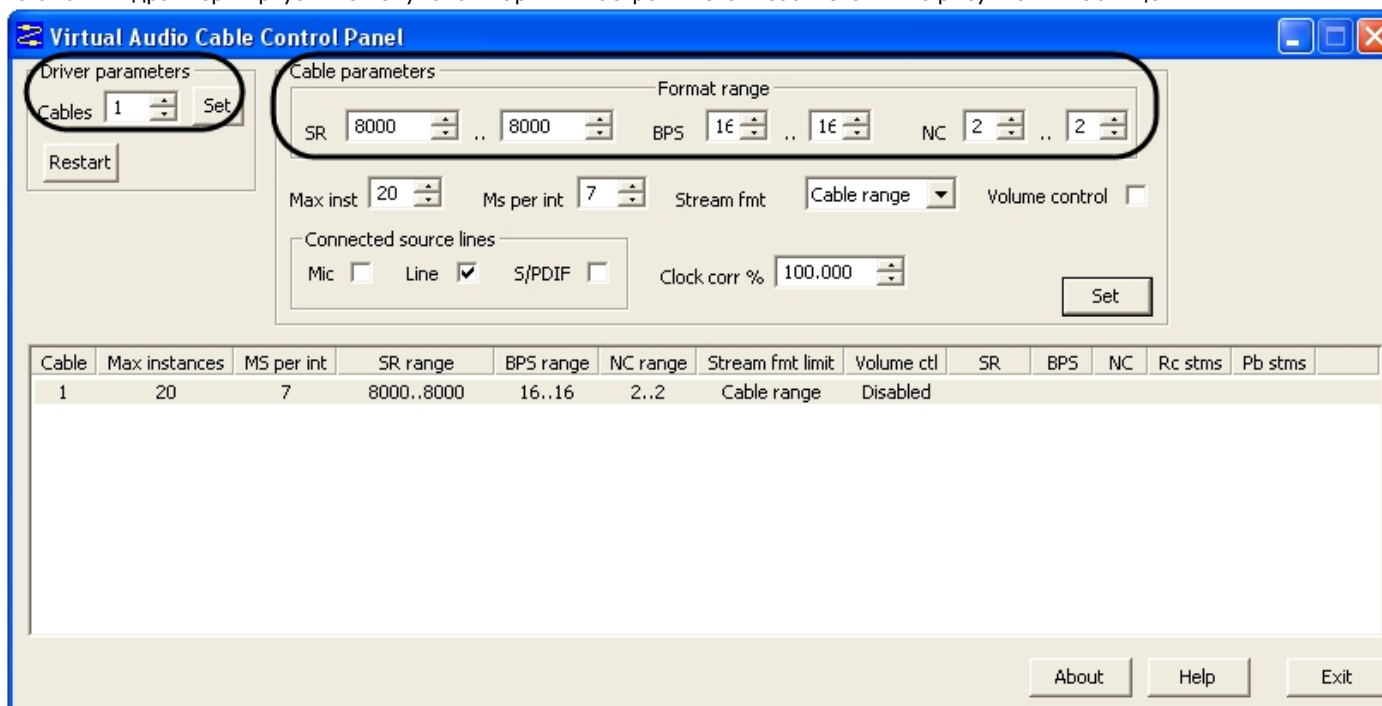 Virtual Audio Cable Control Panel
Driver parameters
Cables 1 Set
Restart
Cable parameters
Format range
SR 8000 .. 8000 BPS 16 .. 16 NC 2 .. 2
Max inst 20 Ms per int 7 Stream fmt Cable range Volume control
Connected source lines
Mic Line S/PDIF Clock corr % 100.000
Set
Cable Max instances MS per int SR range BPS range NC range Stream fmt limit Volume ctl SR BPS NC Rc stms Pb stms
1 20 7 8000..8000 16..16 2..2 Cable range Disabled
About Help Exit